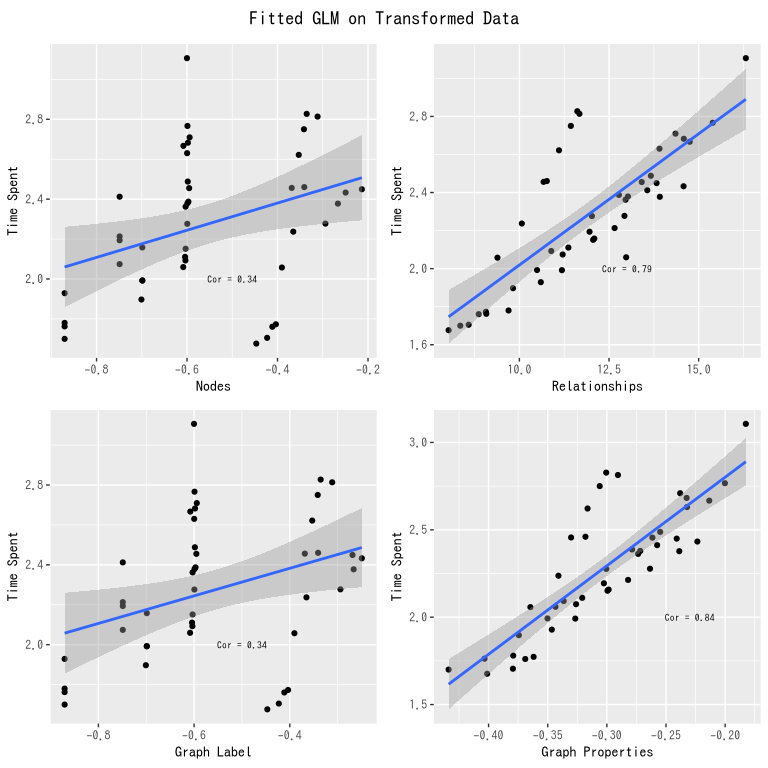 Fitted GLM on Transformed Data
Time Spent
2.8
2.4
2.0
Cor = 0.34
-0.8 -0.6 -0.4 -0.2
Nodes
Time Spent
2.8
2.4
2.0
1.6
Cor = 0.79
10.0 12.5 15.0
Relationships
Time Spent
2.8
2.4
2.0
Cor = 0.34
-0.8 -0.6 -0.4
Graph Label
Time Spent
3.0
2.5
2.0
1.5
Cor = 0.84
-0.40 -0.35 -0.30 -0.25 -0.20
Graph Properties